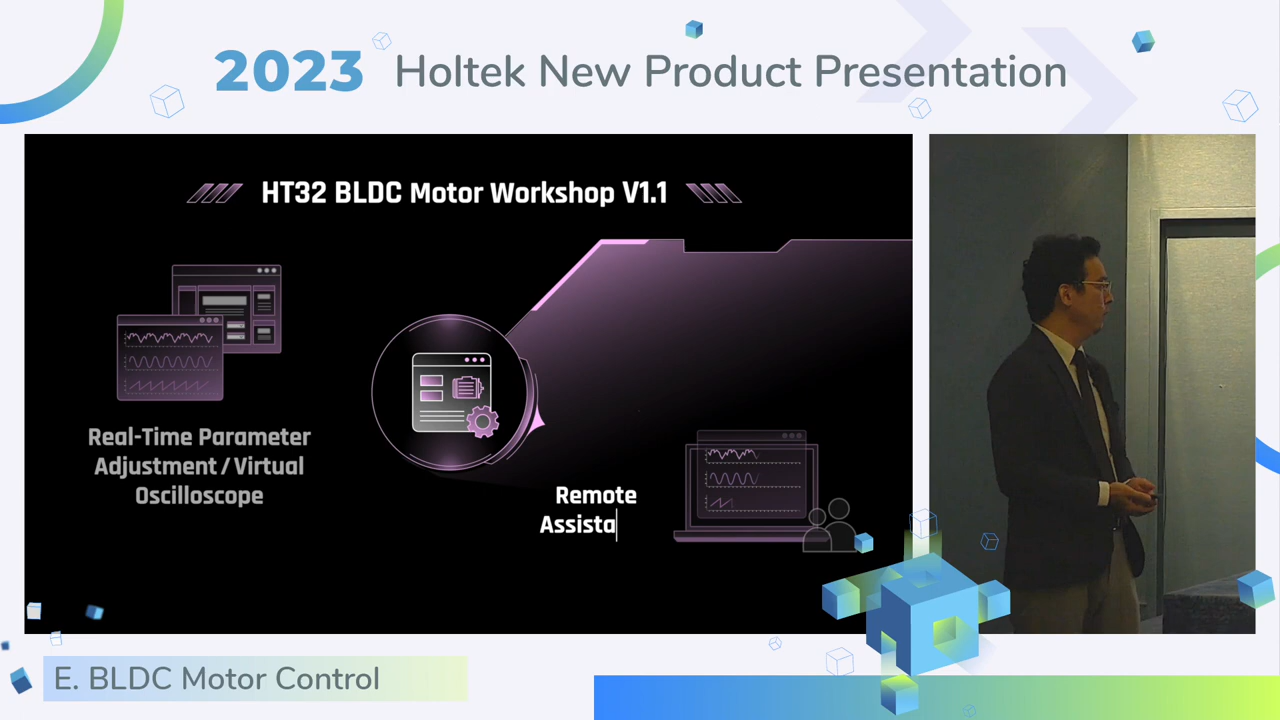 2023 Holtek New Product Presentation
HT32 BLDC Motor Workshop V1.1
Real-Time Parameter
Adjustment / Virtual
Oscilloscope
Remote
Assista
E. BLDC Motor Control